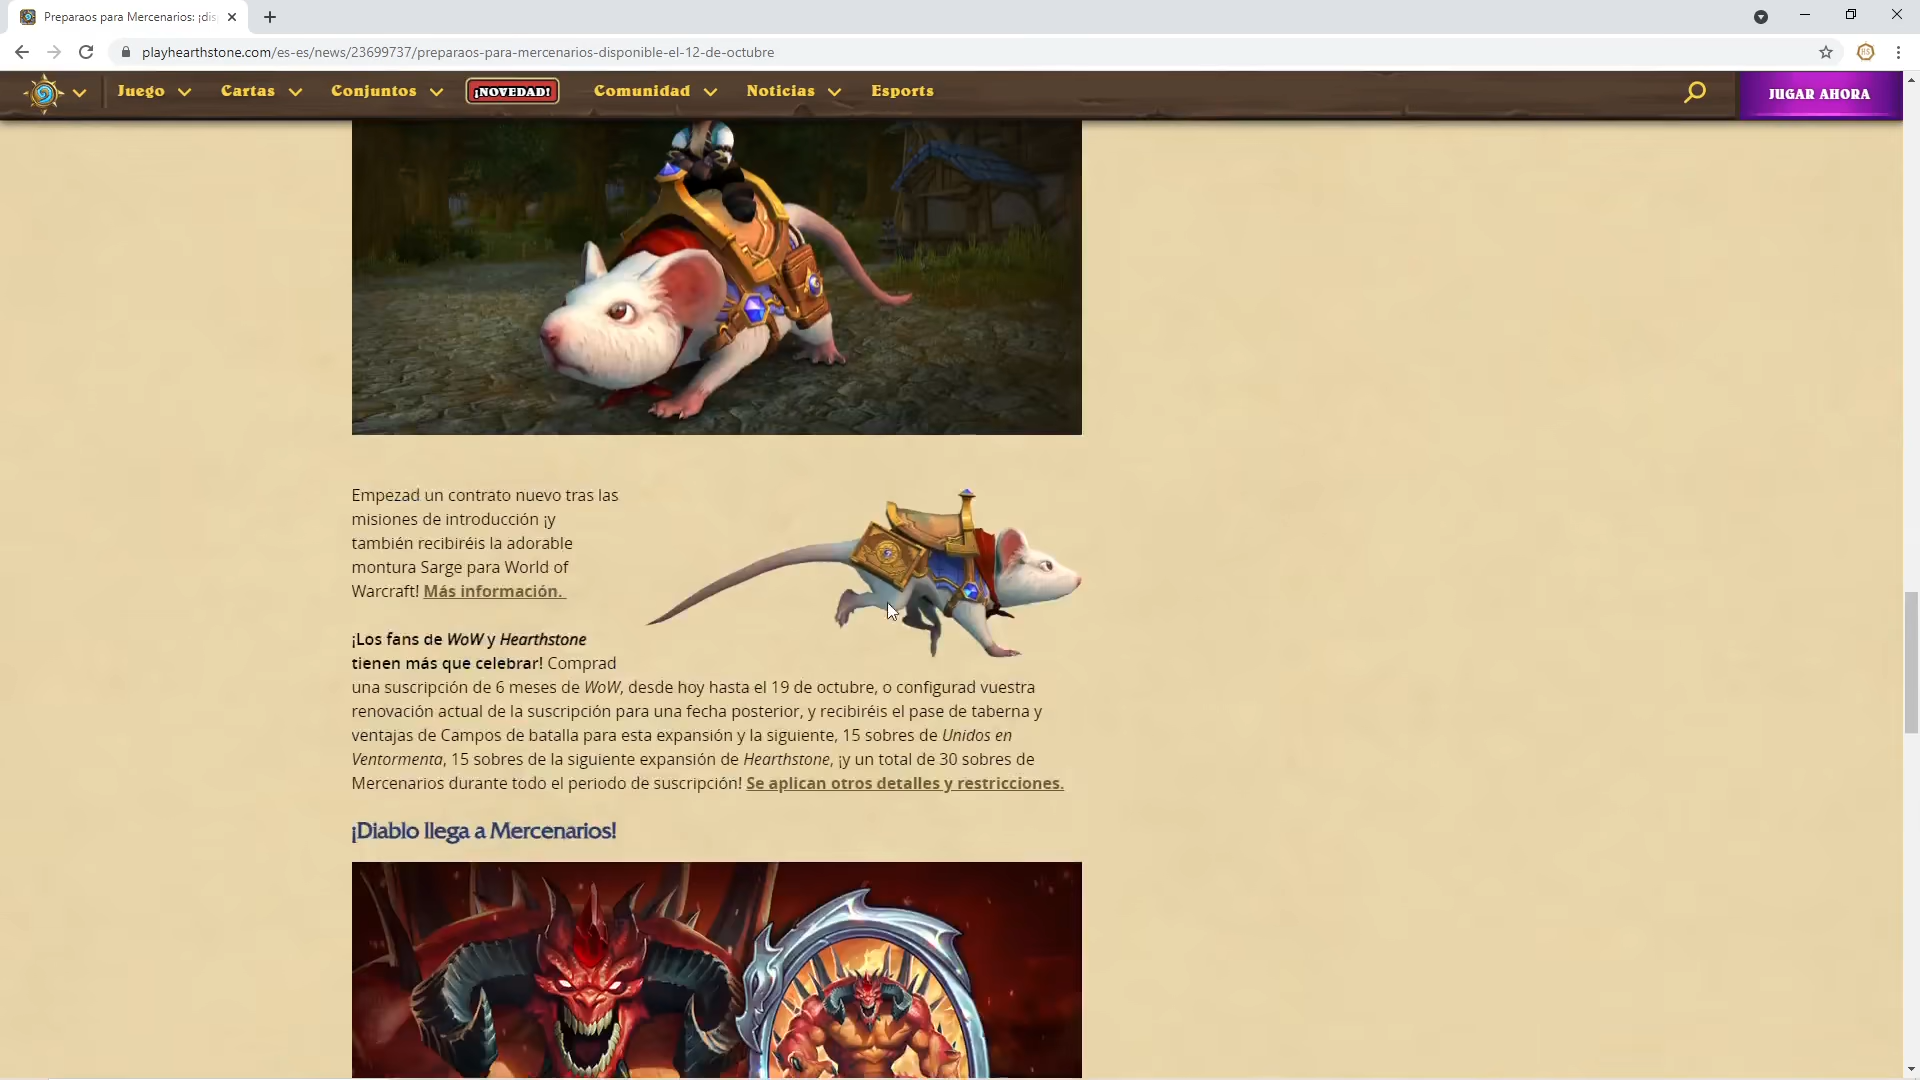 Preparaos para Mercenarios: ¡dis
playhearthstone.com/es-es/news/23699737/preparaos-para-mercenarios-disponible-el-12-de-octubre
Juego
Cartas
Conjuntos
¡NOVEDAD!
Comunidad
Noticias
Esports
JUGAR AHORA
Empezad un contrato nuevo tras las
misiones de introducción ¡y
también recibiréis la adorable
montura Sarge para World of
Warcraft! Más información.
¡Los fans de WoW y Hearthstone
tienen más que celebrar! Comprad
una suscripción de 6 meses de WoW, desde hoy hasta el 19 de octubre, o configurad vuestra
renovación actual de la suscripción para una fecha posterior, y recibiréis el pase de taberna y
ventajas de Campos de batalla para esta expansión y la siguiente, 15 sobres de Unidos en
Ventormenta, 15 sobres de la siguiente expansión de Hearthstone, ¡y un total de 30 sobres de
Mercenarios durante todo el periodo de suscripción! Se aplican otros detalles y restricciones.
¡Diablo llega a Mercenarios!